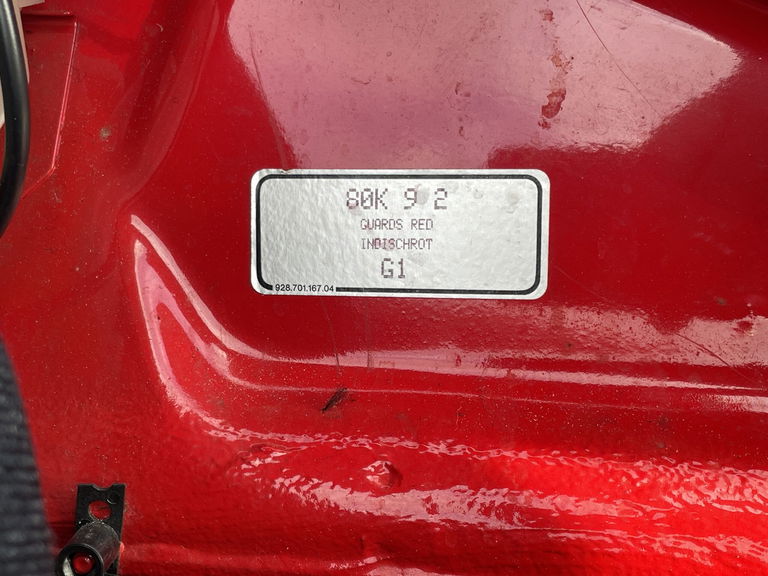 80K 9 2
GUARDS RED
INDISCHROT
G1
928.701.167.04